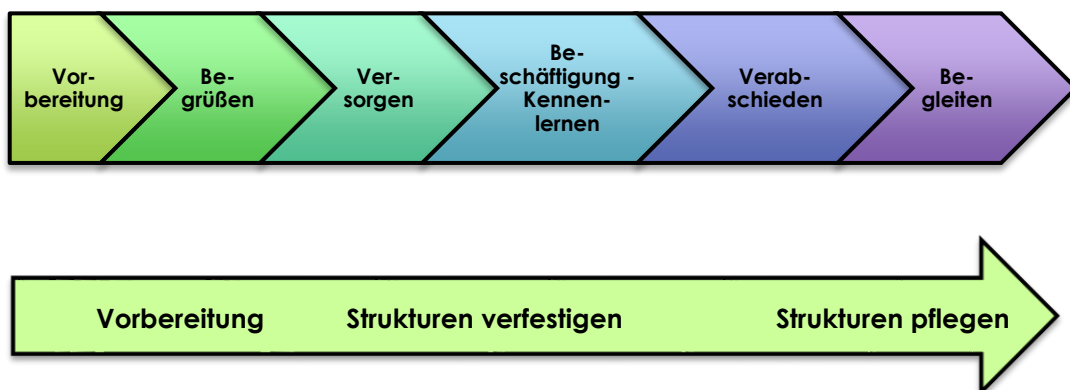 Vor-
bereitung
Be-
grüßen
Ver-
sorgen
Be-
schäftigung -
Kennen-
lernen
Verab-
schieden
Be-
gleiten
Vorbereitung
Strukturen verfestigen
Strukturen pflegen